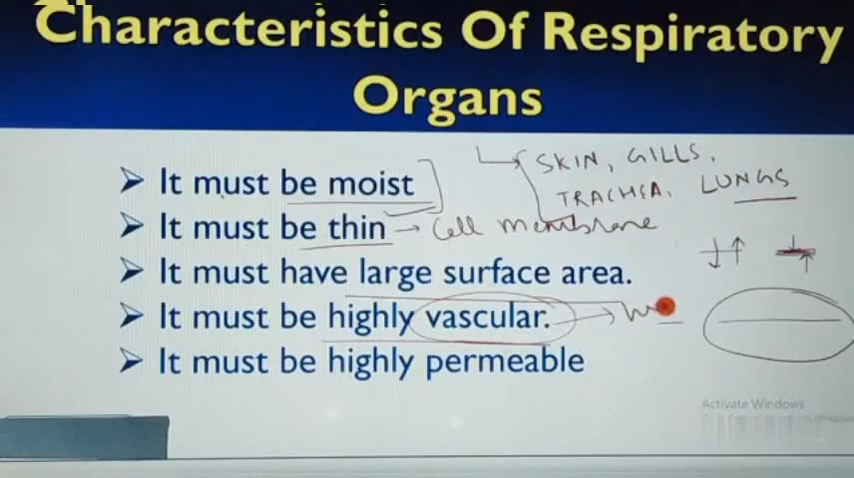 Characteristics Of Respiratory
Organs
➢ It must be moist
SKIN, GILLS,
TRACHEA, LUNGS
➢ It must be thin → Cell membrane
➢ It must have large surface area.
➢ It must be highly vascular.
➢ It must be highly permeable
Activate Windows